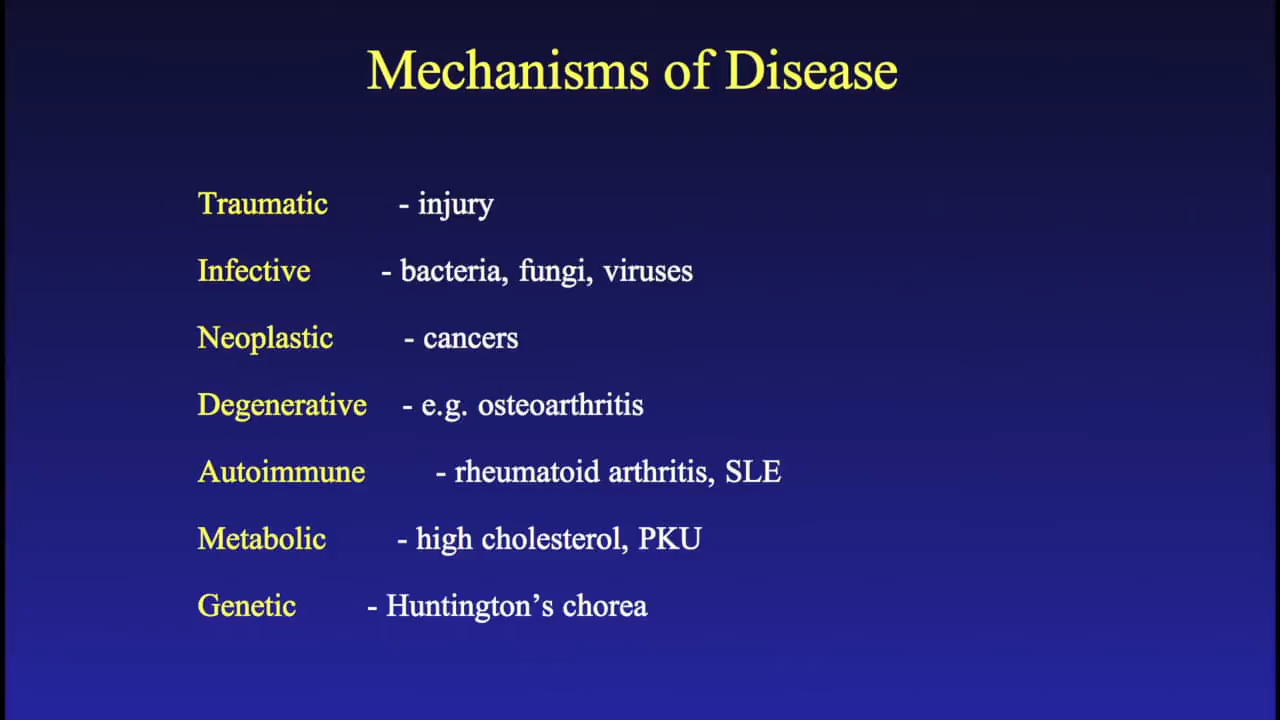 Mechanisms of Disease
Traumatic - injury
Infective - bacteria, fungi, viruses
Neoplastic - cancers
Degenerative - e.g. osteoarthritis
Autoimmune - rheumatoid arthritis, SLE
Metabolic - high cholesterol, PKU
Genetic - Huntington’s chorea